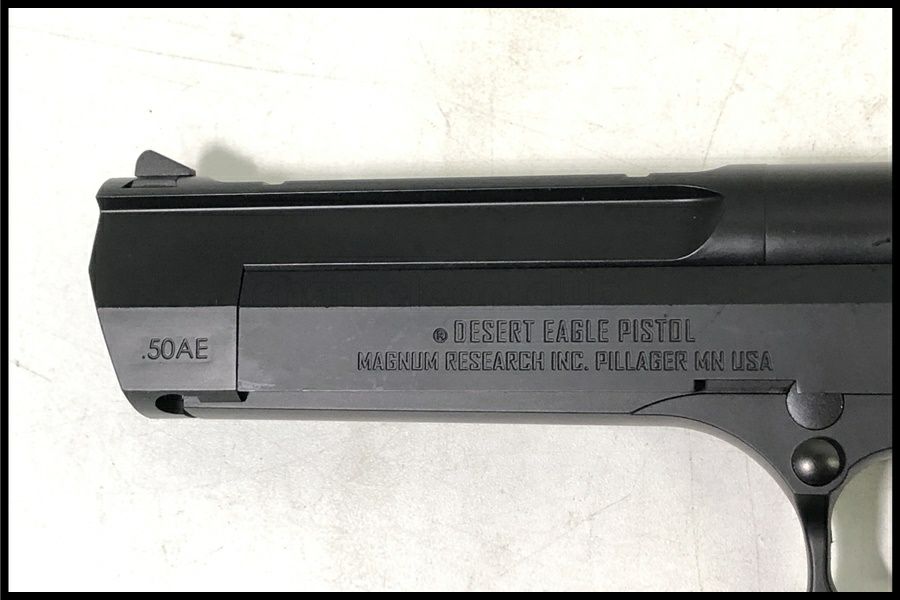 ® DESERT EAGLE PISTOL
MAGNUM RESEARCH INC. PILLAGER MN USA
.50AE